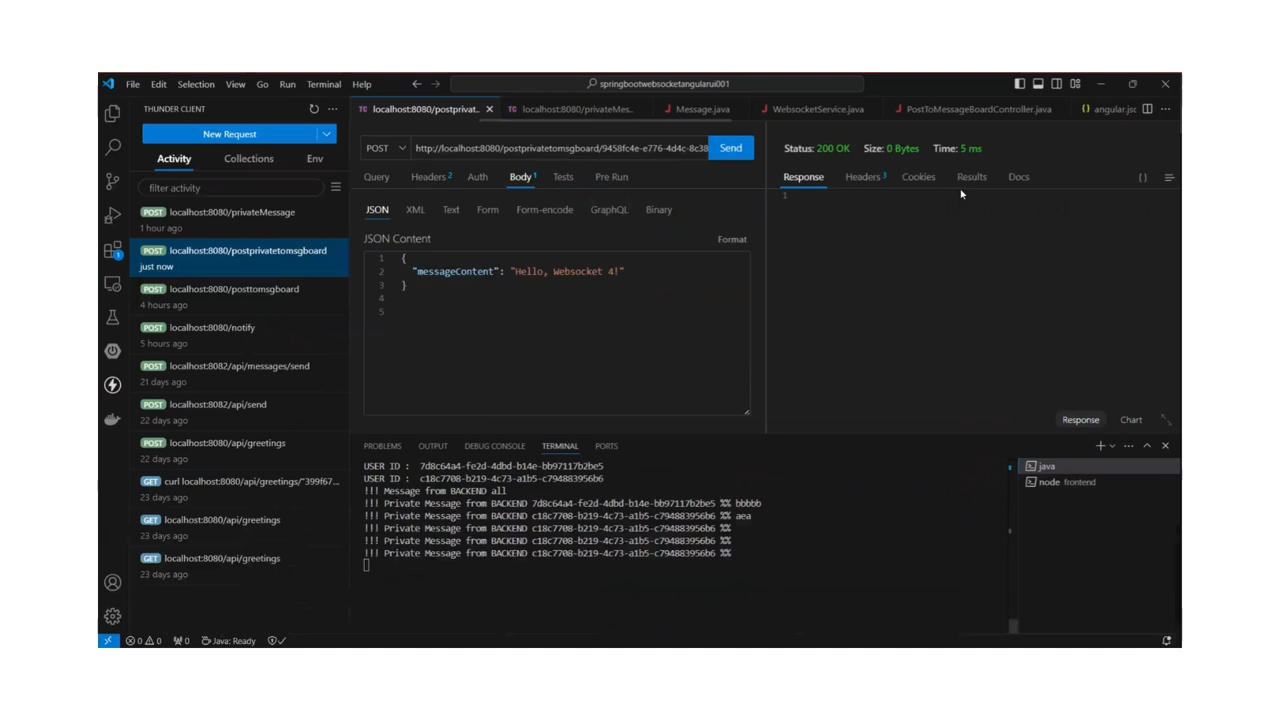 File Edit Selection View Go Run Terminal Help
springbootwebsocketangularui001
THUNDER CLIENT
New Request
Activity Collections Env
filter activity
POST localhost:8080/privateMessage
1 hour ago
POST localhost:8080/postprivatetomsgboard
just now
POST localhost:8080/posttomsgboard
4 hours ago
POST localhost:8080/notify
5 hours ago
POST localhost:8082/api/messages/send
21 days ago
POST localhost:8082/api/send
22 days ago
POST localhost:8080/api/greetings
22 days ago
GET curl localhost:8080/api/greetings/"399f67...
23 days ago
GET localhost:8080/api/greetings
23 days ago
GET localhost:8080/api/greetings
23 days ago
TC localhost:8080/postprivat.. TC localhost:8080/privateMes.. J Message.java J WebsocketService.java J PostToMessageBoardController.java {} angular.jsc
POST http://localhost:8080/postprivatetomsgboard/9458fc4e-e776-4d4c-8c38 Send
Query Headers 2 Auth Body 1 Tests Pre Run
JSON XML Text Form Form-encode GraphQL Binary
JSON Content Format
1 {
2 "messageContent": "Hello, Websocket 4!"
3 }
4
5
Status: 200 OK Size: 0 Bytes Time: 5 ms
Response Headers 3 Cookies Results Docs
{}
1
Response Chart
PROBLEMS OUTPUT DEBUG CONSOLE TERMINAL PORTS
USER ID : 7d8c64a4-fe2d-4dbd-b14e-bb97117b2be5
USER ID : c18c7708-b219-4c73-a1b5-c794883956b6
!!! Message from BACKEND all
!!! Private Message from BACKEND 7d8c64a4-fe2d-4dbd-b14e-bb97117b2be5 %% bbbbb
!!! Private Message from BACKEND c18c7708-b219-4c73-a1b5-c794883956b6 %% aea
!!! Private Message from BACKEND c18c7708-b219-4c73-a1b5-c794883956b6 %%
!!! Private Message from BACKEND c18c7708-b219-4c73-a1b5-c794883956b6 %%
!!! Private Message from BACKEND c18c7708-b219-4c73-a1b5-c794883956b6 %%
java
node frontend
1
0 0 0 Java: Ready